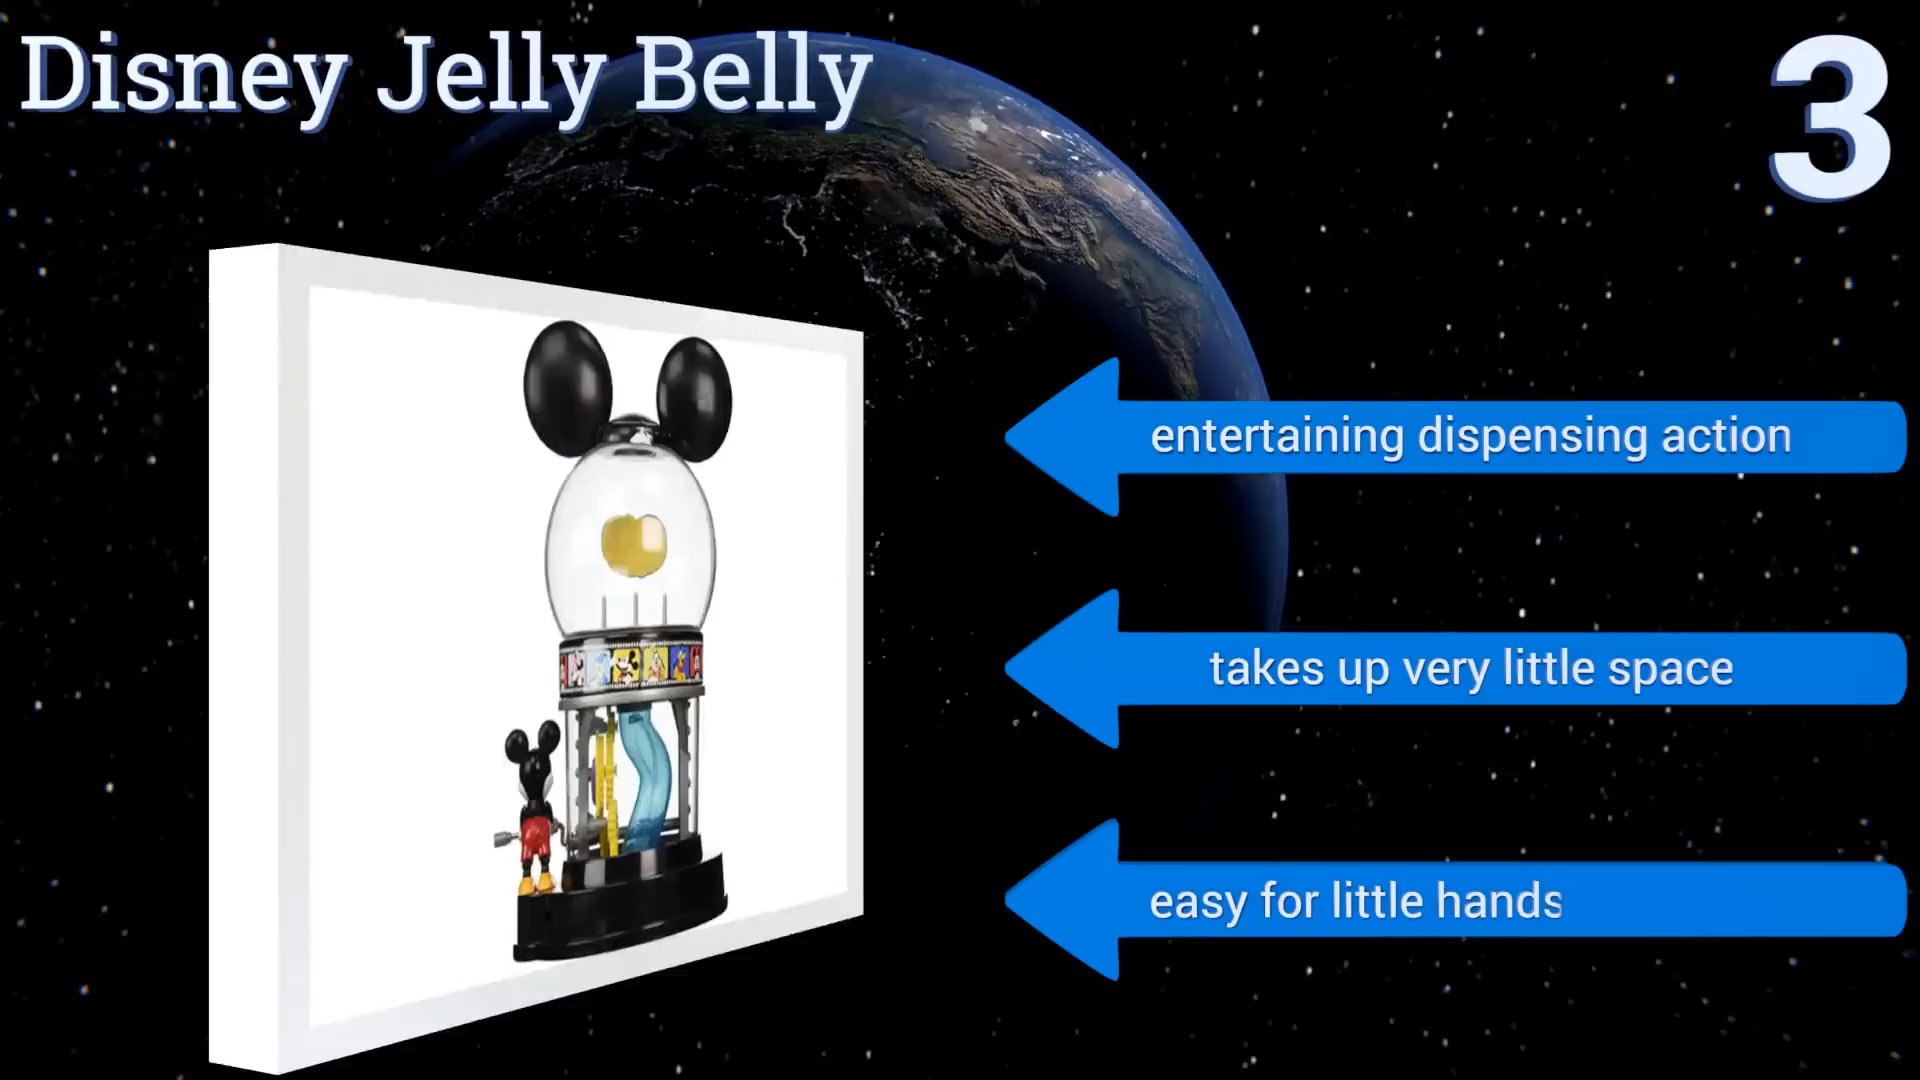 Disney Jelly Belly
3
entertaining dispensing action
takes up very little space
easy for little hands